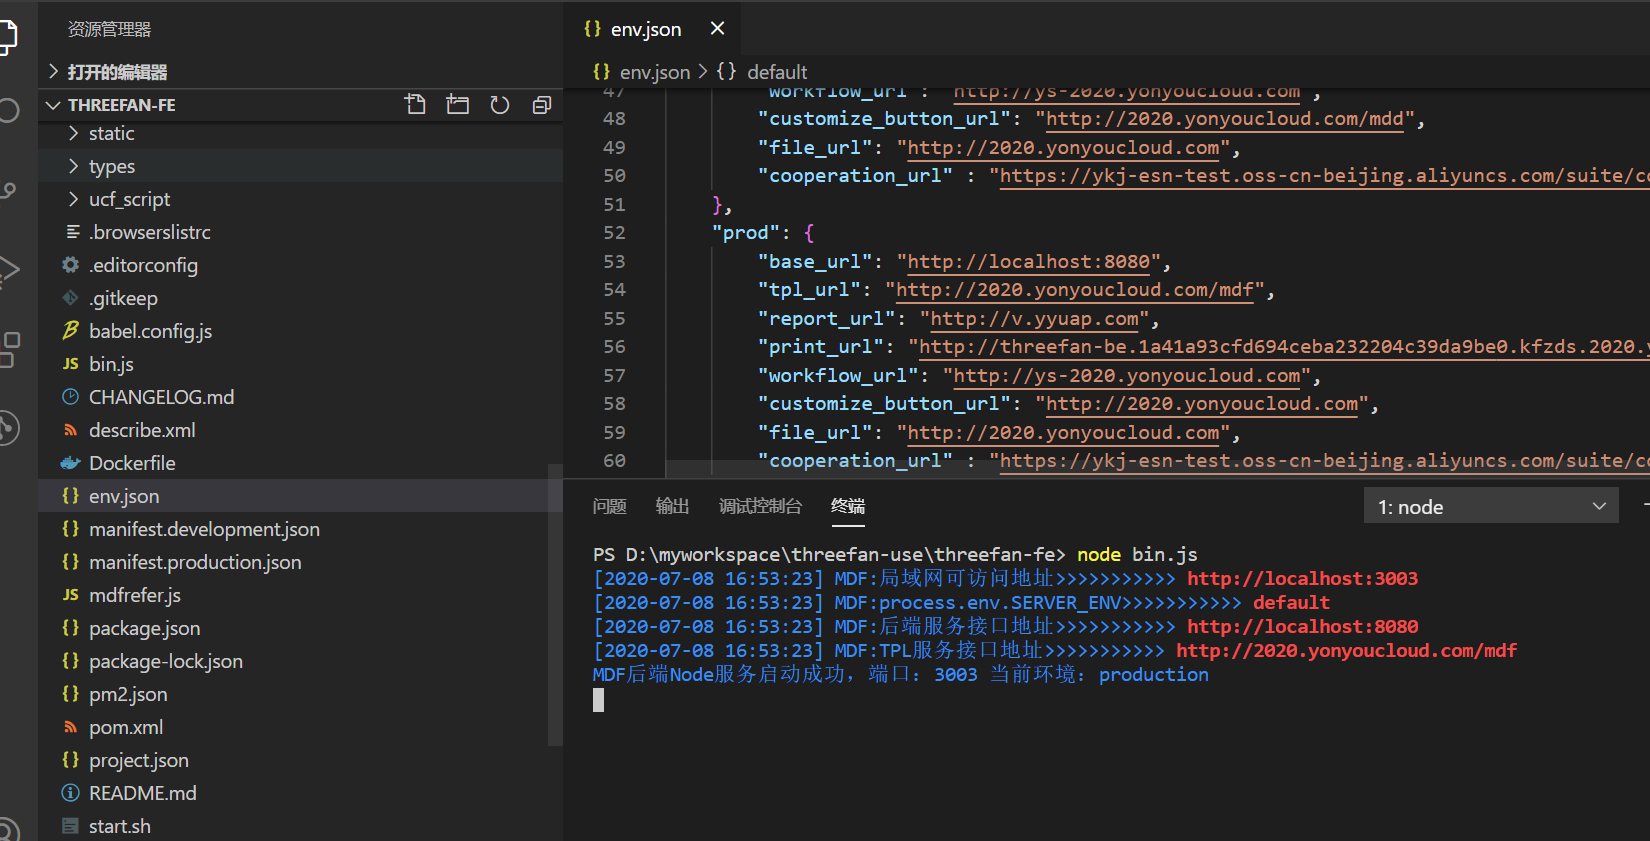 资源管理器
打开的编辑器
THREEFAN-FE
static
types
ucf_script
.browserslistrc
.editorconfig
.gitkeep
babel.config.js
JS bin.js
CHANGELOG.md
describe.xml
Dockerfile
{} env.json
{} manifest.development.json
{} manifest.production.json
JS mdfrefer.js
{} package.json
{} package-lock.json
{} pm2.json
pom.xml
{} project.json
README.md
start.sh
{} env.json ×
{} env.json > {} default
47 "workflow_url": "http://ys-2020.yonyoucloud.com",
48 "customize_button_url": "http://2020.yonyoucloud.com/mdd",
49 "file_url": "http://2020.yonyoucloud.com",
50 "cooperation_url" : "https://ykj-esn-test.oss-cn-beijing.aliyuncs.com/suite/co
51 },
52 "prod": {
53 "base_url": "http://localhost:8080",
54 "tpl_url": "http://2020.yonyoucloud.com/mdf",
55 "report_url": "http://v.yyuap.com",
56 "print_url": "http://threefan-be.1a41a93cfd694ceba232204c39da9be0.kfzds.2020.y
57 "workflow_url": "http://ys-2020.yonyoucloud.com",
58 "customize_button_url": "http://2020.yonyoucloud.com",
59 "file_url": "http://2020.yonyoucloud.com",
60 "cooperation_url" : "https://ykj-esn-test.oss-cn-beijing.aliyuncs.com/suite/co
问题 输出 调试控制台 终端 1: node
PS D:\myworkspace\threefan-use\threefan-fe> node bin.js
[2020-07-08 16:53:23] MDF:局域网可访问地址>>>>>>>>>>> http://localhost:3003
[2020-07-08 16:53:23] MDF:process.env.SERVER_ENV>>>>>>>>>>> default
[2020-07-08 16:53:23] MDF:后端服务接口地址>>>>>>>>>>> http://localhost:8080
[2020-07-08 16:53:23] MDF:TPL服务接口地址>>>>>>>>>>> http://2020.yonyoucloud.com/mdf
MDF后端Node服务启动成功，端口：3003 当前环境：production